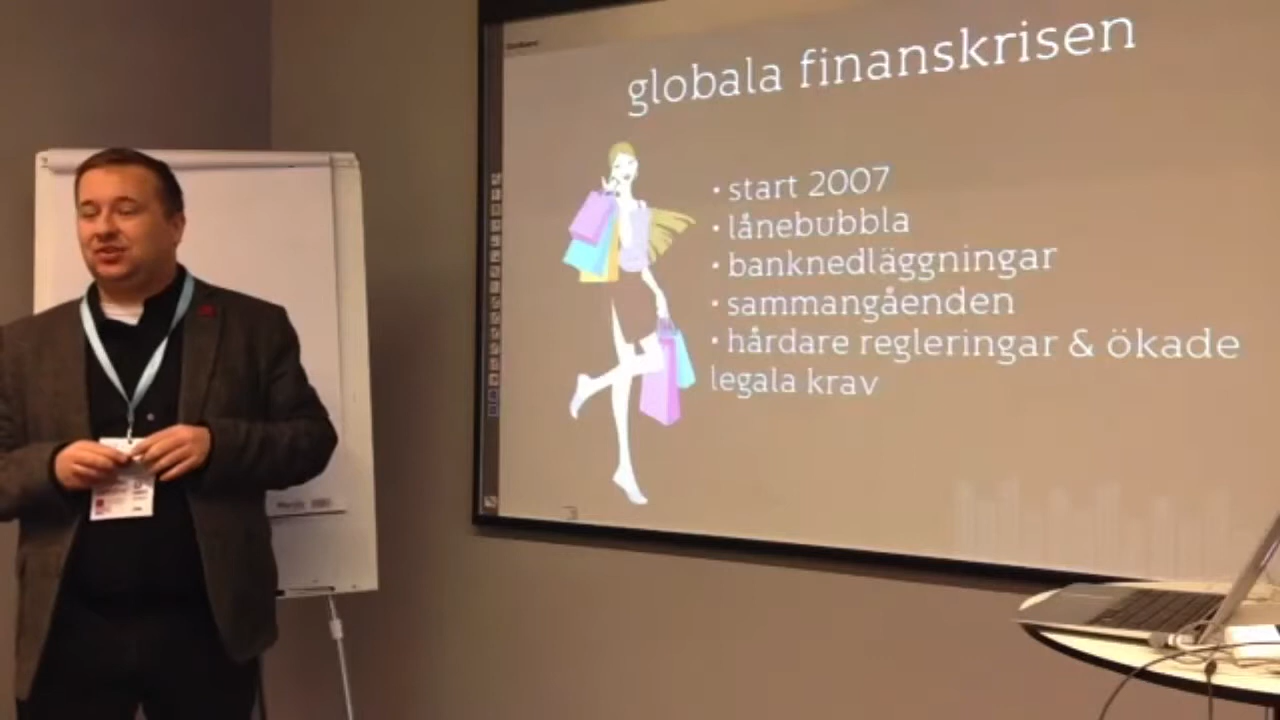 globala finanskrisen
• start 2007
• lånebubbla
• banknedläggningar
• sammangåenden
• hårdare regleringar & ökade
legala krav